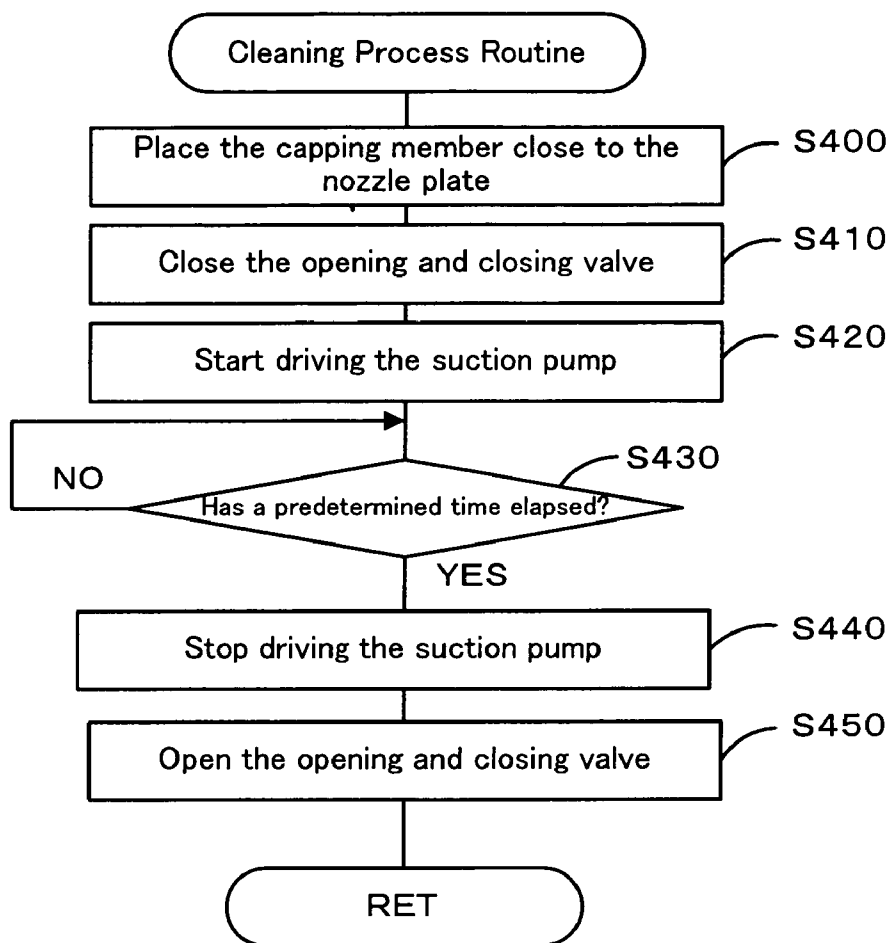 Cleaning Process Routine
Place the capping member close to the
nozzle plate
S400
Close the opening and closing valve
S410
Start driving the suction pump
S420
NO
Has a predetermined time elapsed?
S430
YES
Stop driving the suction pump
S440
Open the opening and closing valve
S450
RET